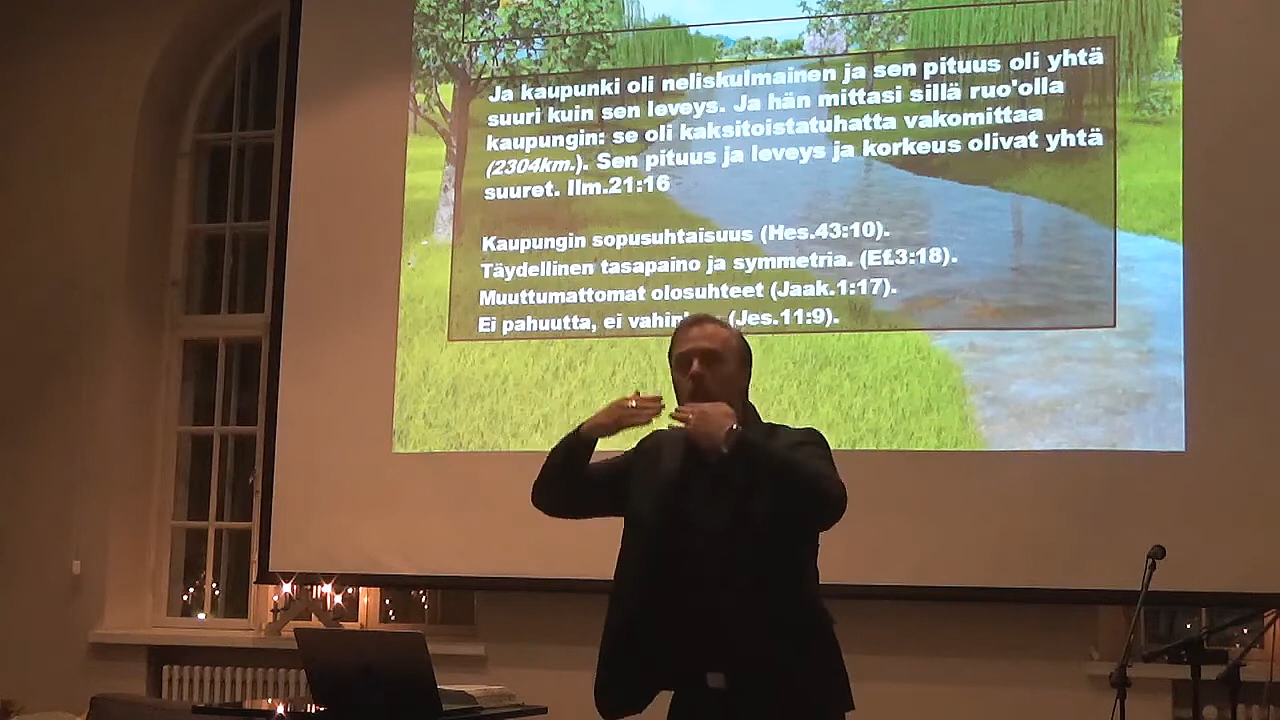 Ja kaupunki oli neliskulmainen ja sen pituus oli yhtä
suuri kuin sen leveys. Ja hän mittasi sillä ruo'olla
kaupungin: se oli kaksitoistatuhatta vakomittaa
(2304km.). Sen pituus ja leveys ja korkeus olivat yhtä
suuret. Ilm.21:16
Kaupungin sopusuhtaisuus (Hes.43:10).
Täydellinen tasapaino ja symmetria. (Ef.3:18).
Muuttumattomat olosuhteet (Jaak.1:17).
Ei pahuutta, ei (Jes.11:9).